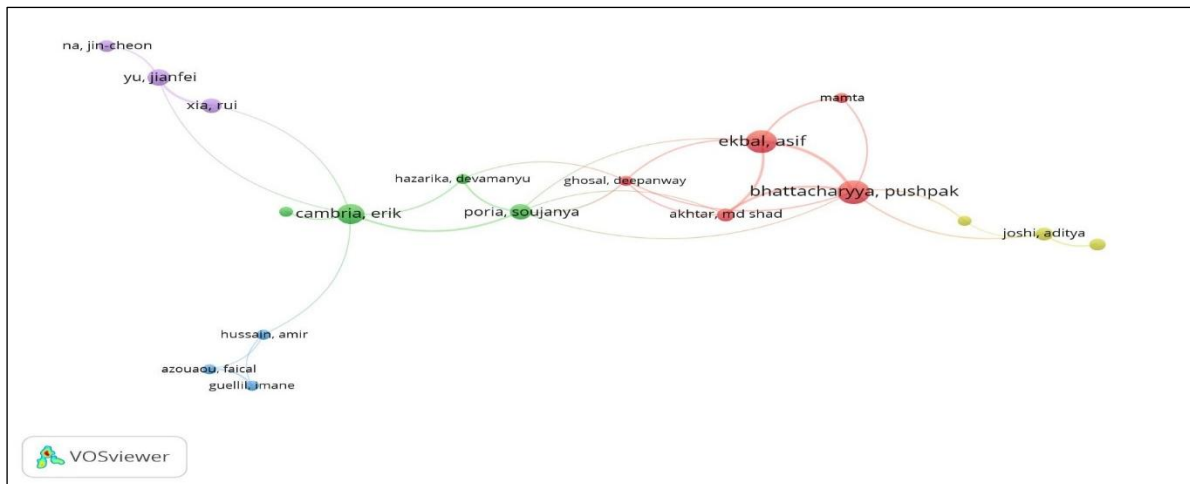 na, jin-cheon
yu, jianfei
xia, rui
mamta
ekbal, asif
hazarika, devamanyu
ghosal, deepanway
bhattacharyya, pushpak
cambria, erik
poria, soujanya
akhtar, md shad
joshi, aditya
hussain, amir
azouaou, faical
guellil, imane
VOSviewer